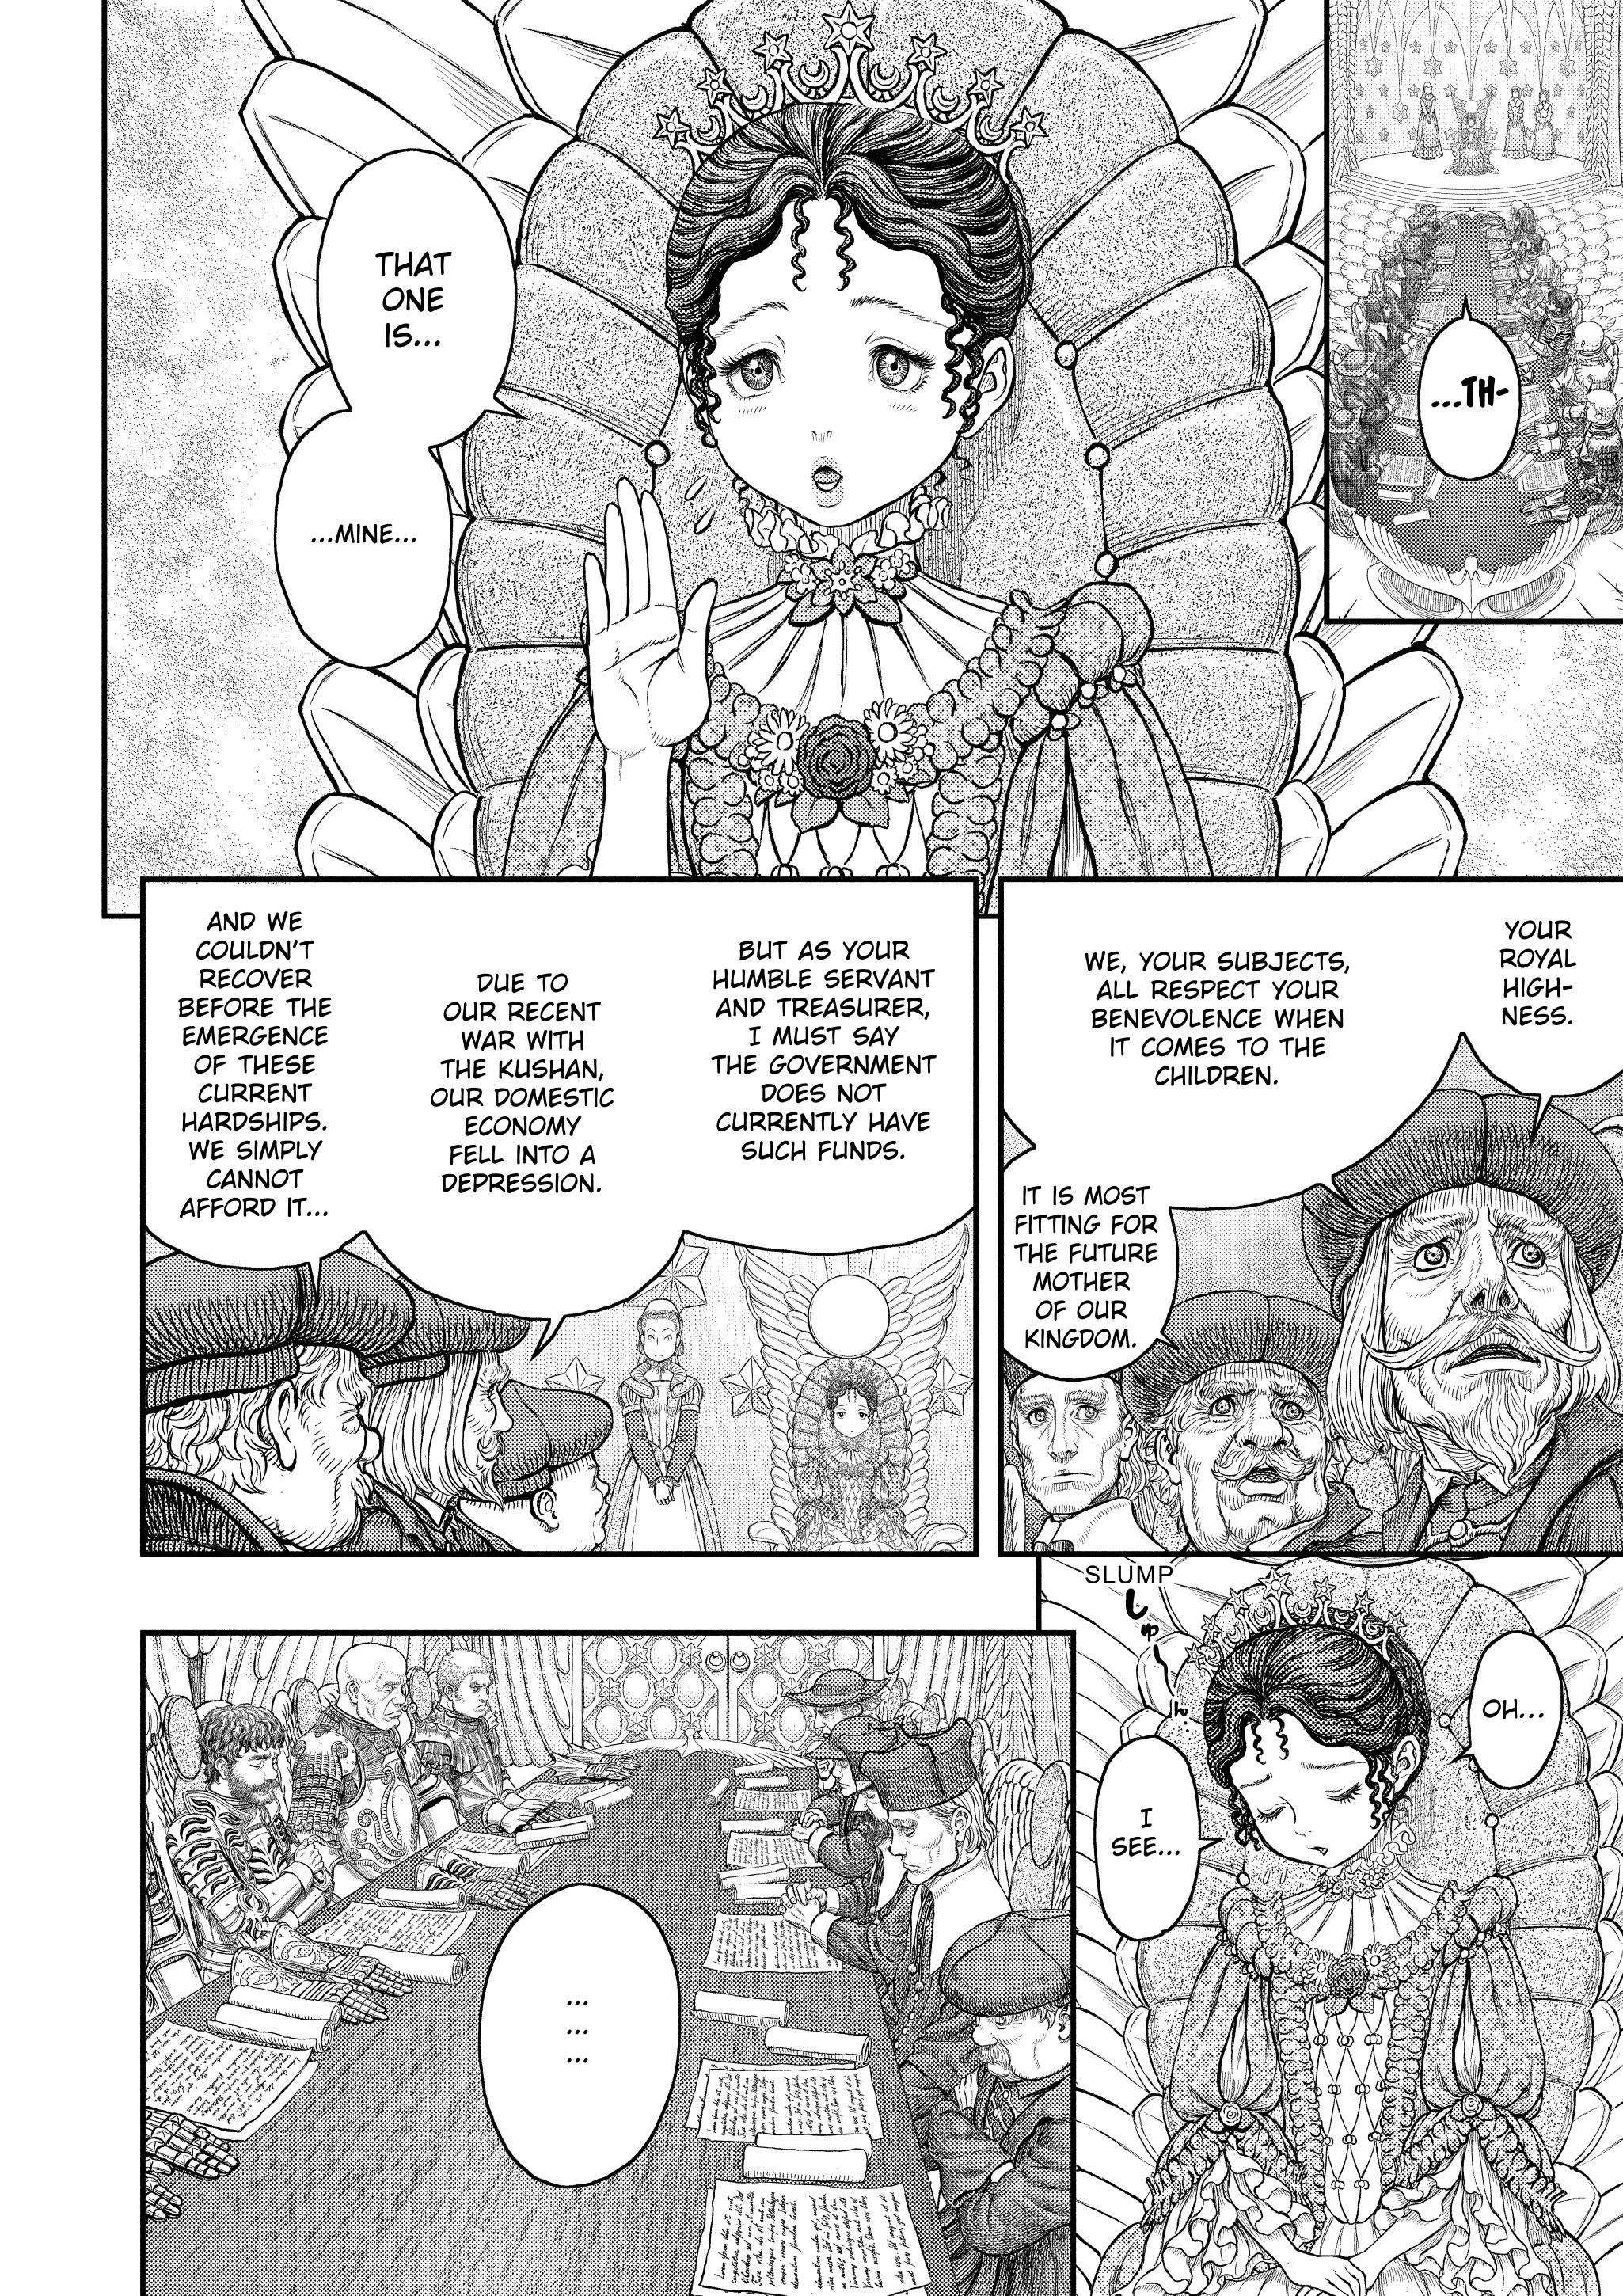 ...TH-
THAT
ONE
IS...
...MINE...
YOUR
ROYAL
HIGH-
NESS.
WE, YOUR SUBJECTS,
ALL RESPECT YOUR
BENEVOLENCE WHEN
IT COMES TO THE
CHILDREN.
IT IS MOST
FITTING FOR
THE FUTURE
MOTHER
OF OUR
KINGDOM.
BUT AS YOUR
HUMBLE SERVANT
AND TREASURER,
I MUST SAY
THE GOVERNMENT
DOES NOT
CURRENTLY HAVE
SUCH FUNDS.
DUE TO
OUR RECENT
WAR WITH
THE KUSHAN,
OUR DOMESTIC
ECONOMY
FELL INTO A
DEPRESSION.
AND WE
COULDN'T
RECOVER
BEFORE THE
EMERGENCE
OF THESE
CURRENT
HARDSHIPS.
WE SIMPLY
CANNOT
AFFORD IT...
SLUMP
しゅん
OH...
I
SEE...
...
...
...